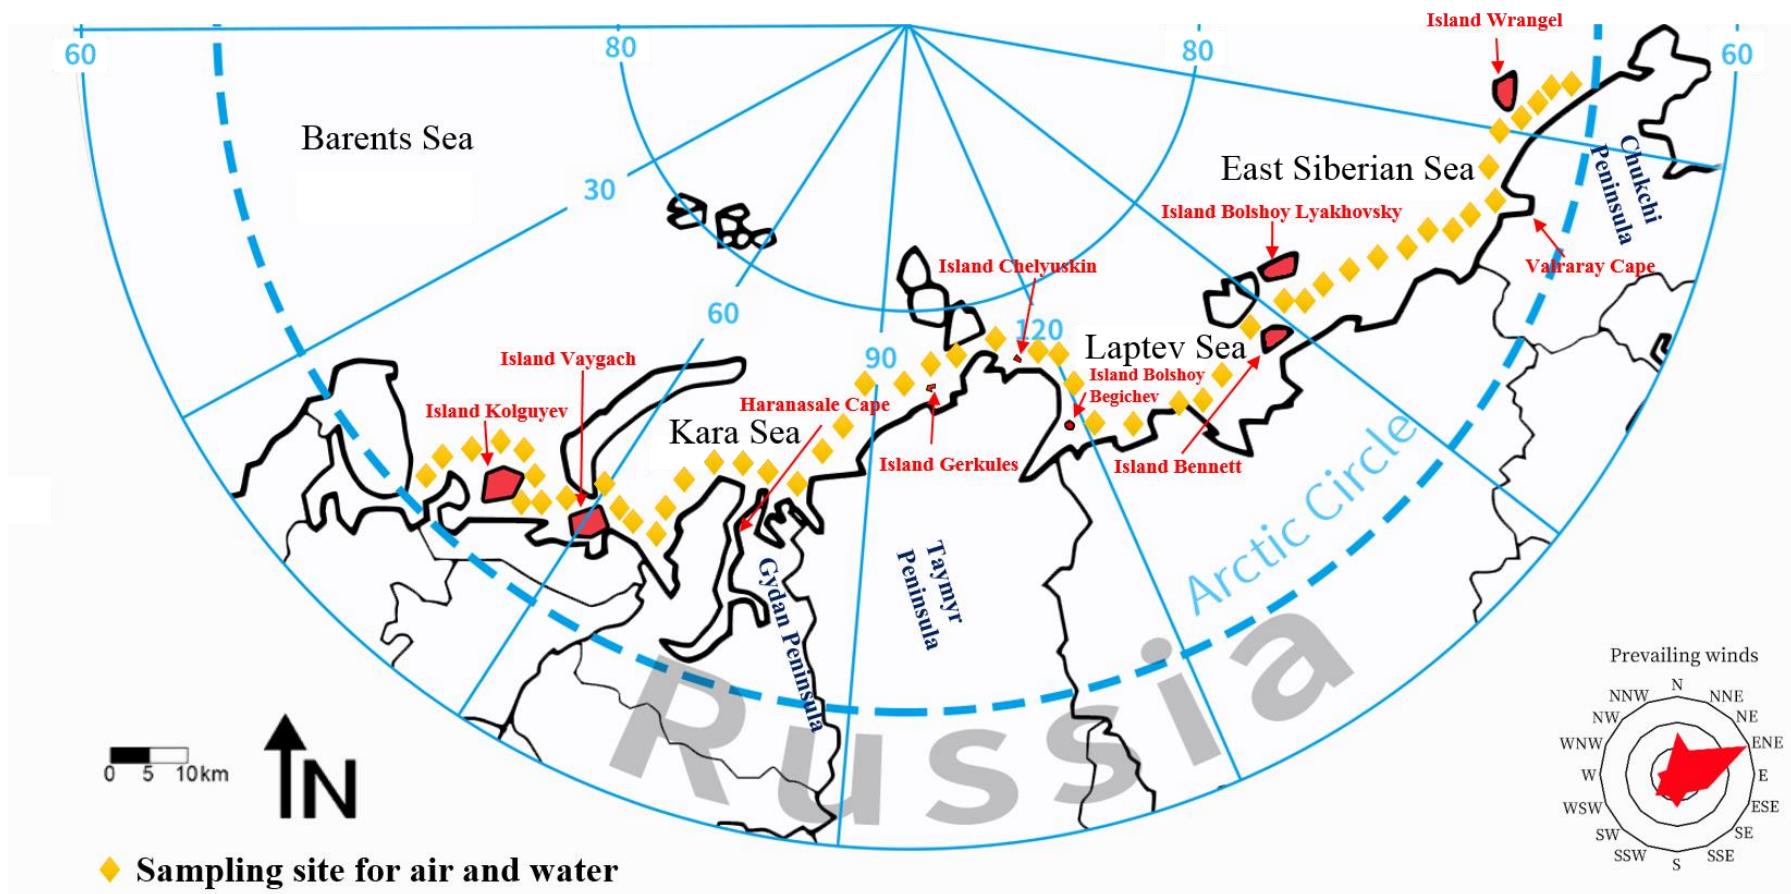 Island Wrangel
60
80
80
60
Barents Sea
30
East Siberian Sea
Chukchi
Peninsula
Island Bolshoy Lyakhovsky
Island Chelyuskin
Valraray Cape
60
120
90
Laptev Sea
Island Vaygach
Island Bolshoy
Begichev
Island Kolguyev
Haranasale Cape
Kara Sea
Island Gerkules
Island Bennett
Arctic Circle
Gydan Peninsula
Taymyr
Peninsula
Russia
Prevailing winds
N
NNW
NNE
NW
NE
WNW
ENE
W
E
WSW
ESE
SW
SE
SSW
SSE
S
0 5 10km
N
Sampling site for air and water